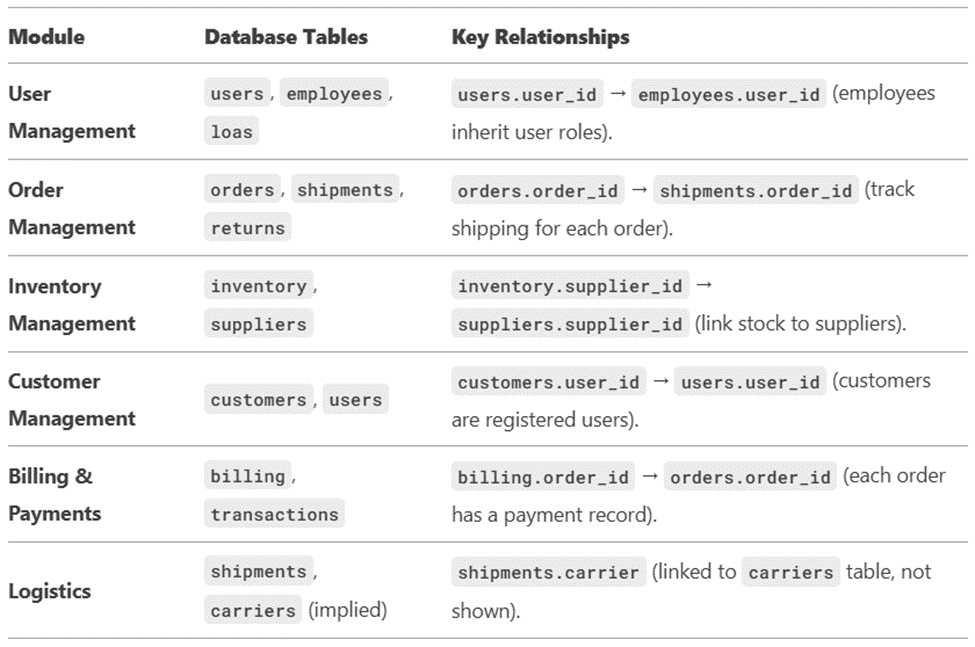 Module Database Tables Key Relationships
User Management users, employees, loas users.user_id → employees.user_id (employees inherit user roles).
Order Management orders, shipments, returns orders.order_id → shipments.order_id (track shipping for each order).
Inventory Management inventory, suppliers inventory.supplier_id → suppliers.supplier_id (link stock to suppliers).
Customer Management customers, users customers.user_id → users.user_id (customers are registered users).
Billing & Payments billing, transactions billing.order_id → orders.order_id (each order has a payment record).
Logistics shipments, carriers (implied) shipments.carrier (linked to carriers table, not shown).